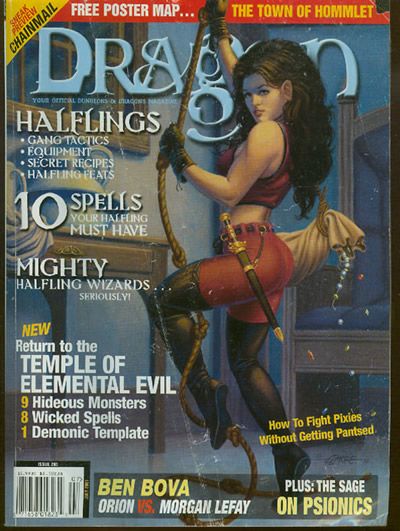 SNEAK
PREVIEW
CHAINMAIL
FREE POSTER MAP...
THE TOWN OF HOMMLET
DRAGON
YOUR OFFICIAL DUNGEONS & DRAGONS MAGAZINE
HALFLINGS
• GANG TACTICS
• EQUIPMENT
• SECRET RECIPES
• HALFLING FEATS
10 SPELLS
YOUR HALFLING
MUST HAVE
MIGHTY
HALFLING WIZARDS...
SERIOUSLY!
NEW
Return to the
TEMPLE OF
ELEMENTAL EVIL
9 Hideous Monsters
8 Wicked Spells
1 Demonic Template
How To Fight Pixies
Without Getting Pantsed
BEN BOVA
ORION VS. MORGAN LEFAY
PLUS: THE SAGE
ON PSIONICS